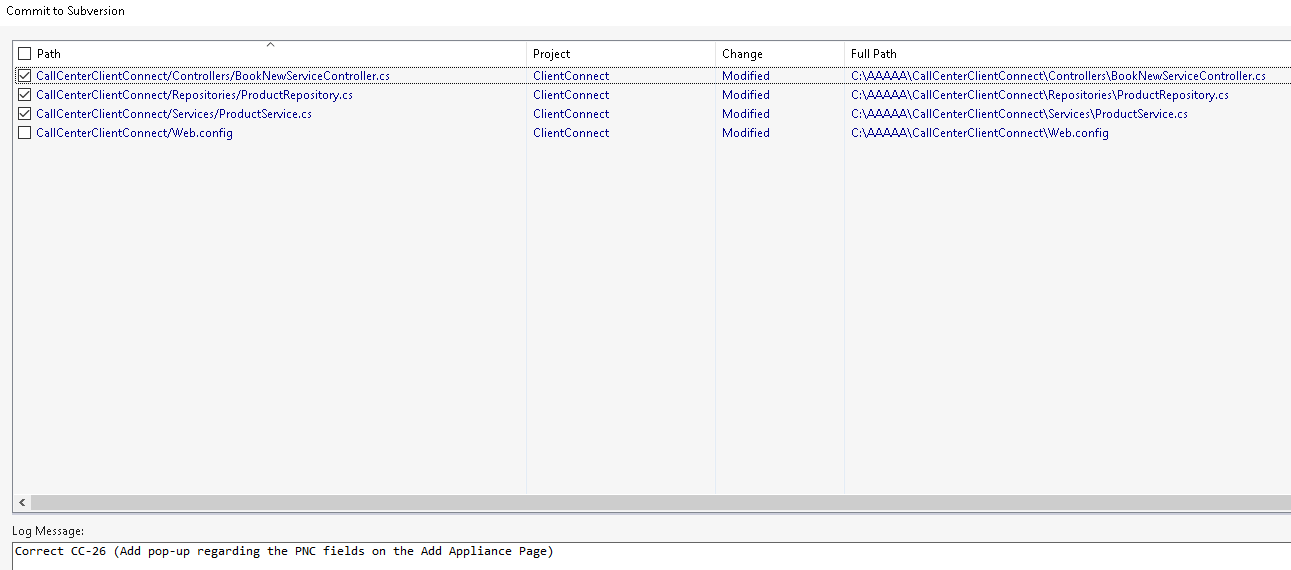 Commit to Subversion
Path Project Change Full Path
CallCenterClientConnect/Controllers/BookNewServiceController.cs ClientConnect Modified C:\AAAAA\CallCenterClientConnect\Controllers\BookNewServiceController.cs
CallCenterClientConnect/Repositories/ProductRepository.cs ClientConnect Modified C:\AAAAA\CallCenterClientConnect\Repositories\ProductRepository.cs
CallCenterClientConnect/Services/ProductService.cs ClientConnect Modified C:\AAAAA\CallCenterClientConnect\Services\ProductService.cs
CallCenterClientConnect/Web.config ClientConnect Modified C:\AAAAA\CallCenterClientConnect\Web.config
Log Message:
Correct CC-26 (Add pop-up regarding the PNC fields on the Add Appliance Page)